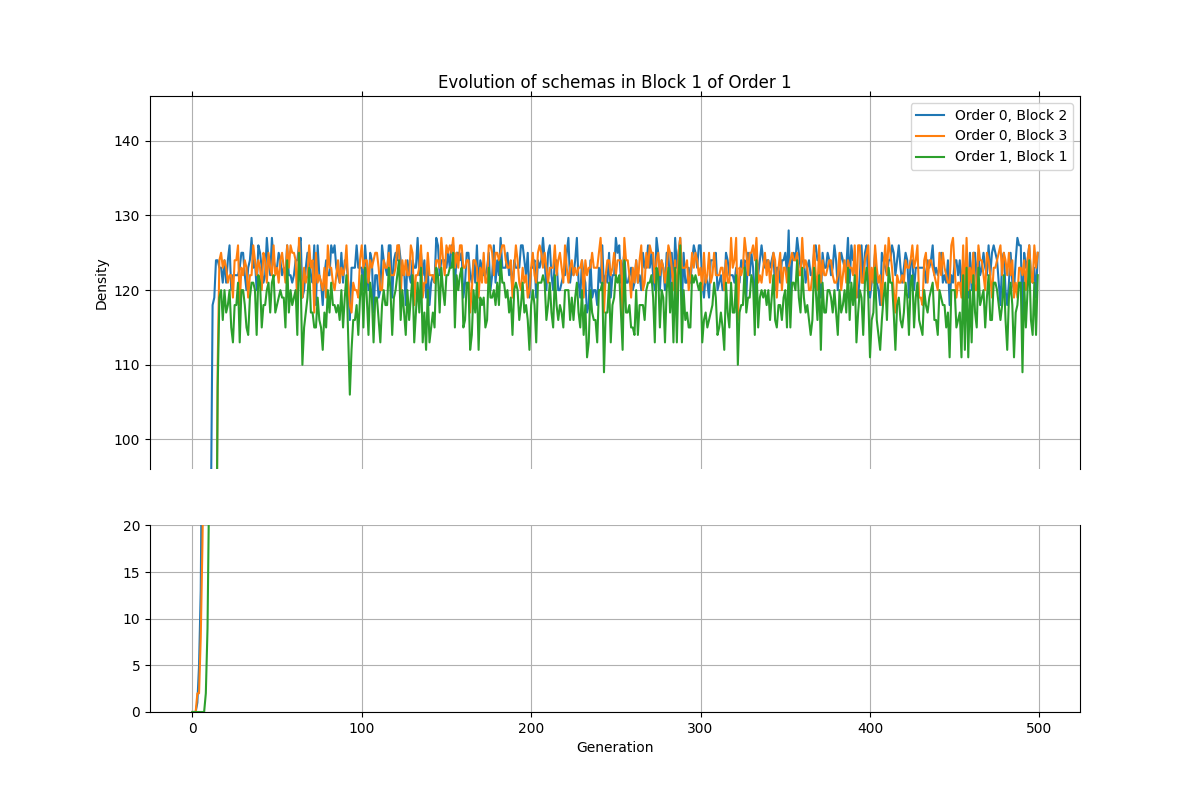 Evolution of schemas in Block 1 of Order 1
Order 0, Block 2
Order 0, Block 3
Order 1, Block 1
140
130
120
110
100
Density
20
15
10
5
0
0 100 200 300 400 500
Generation